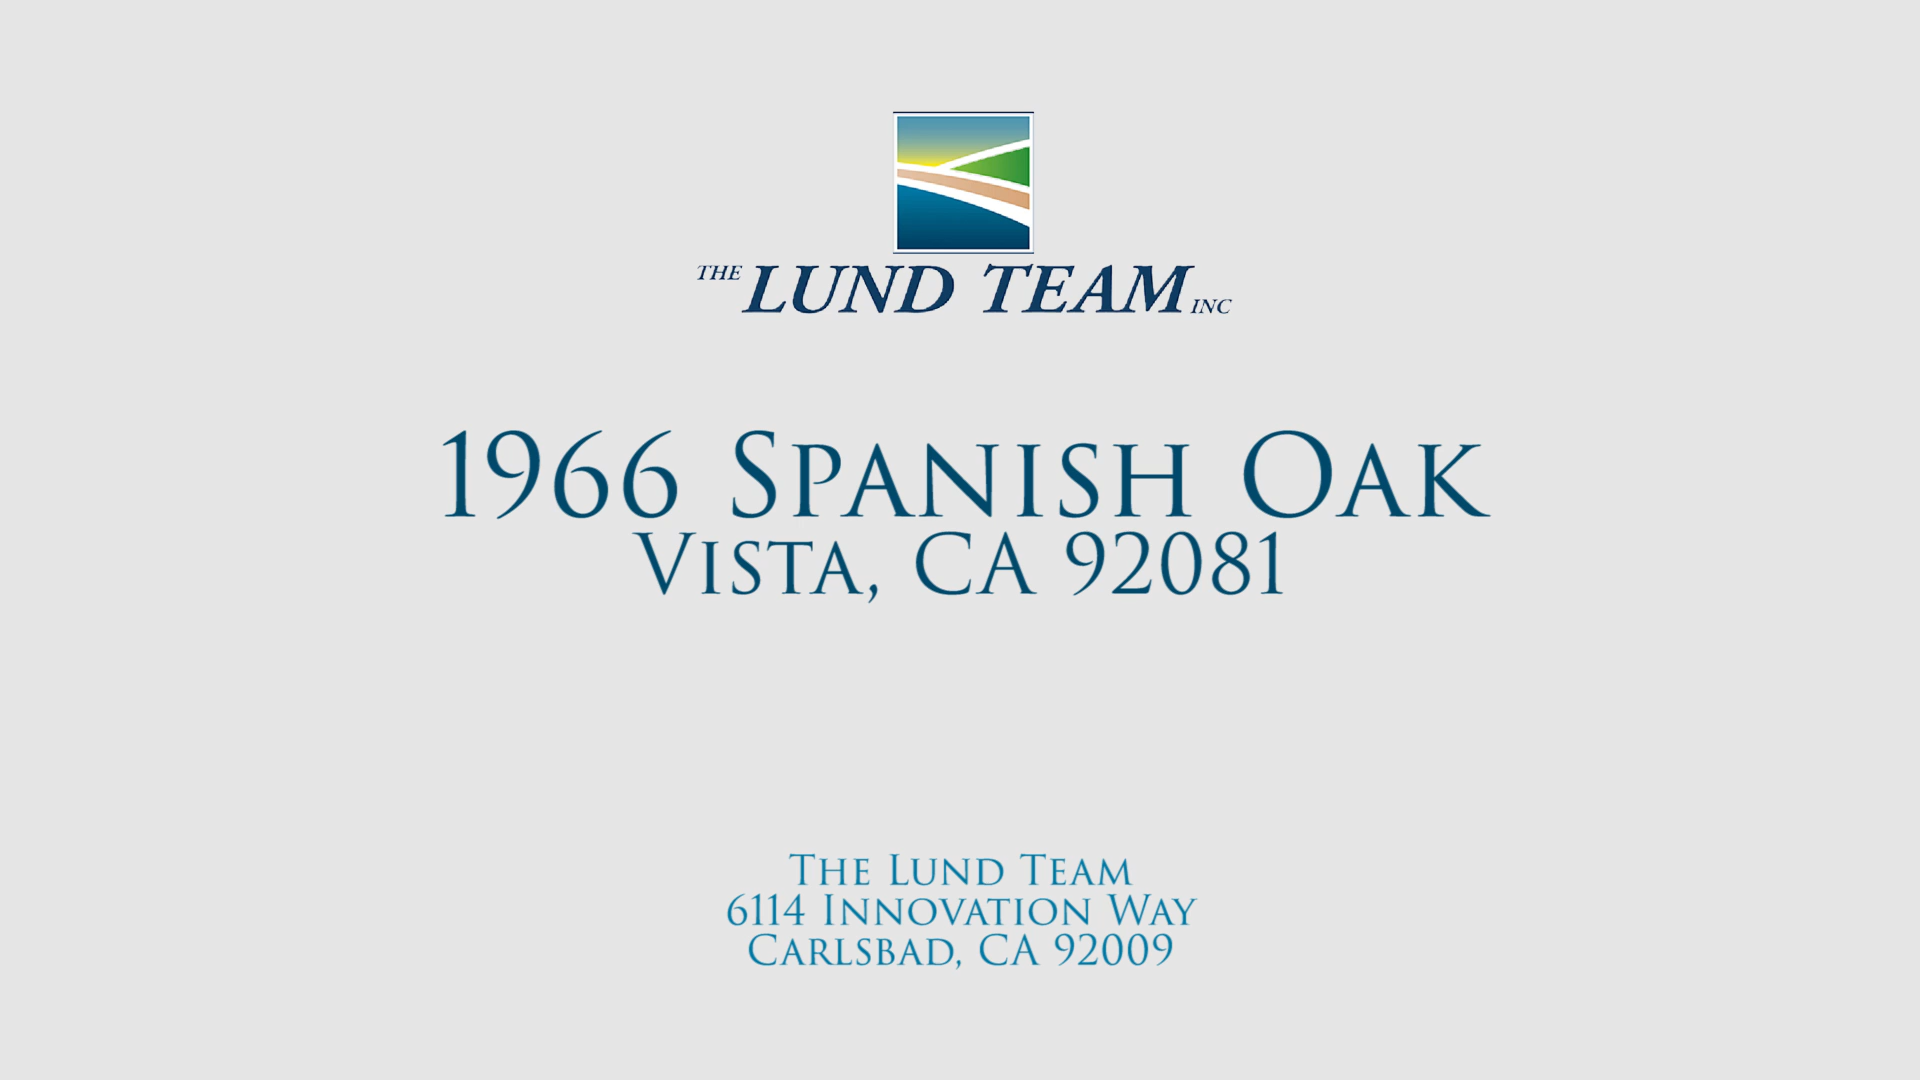 THE LUND TEAM INC
1966 Spanish Oak
Vista, CA 92081
The Lund Team
6114 Innovation Way
Carlsbad, CA 92009